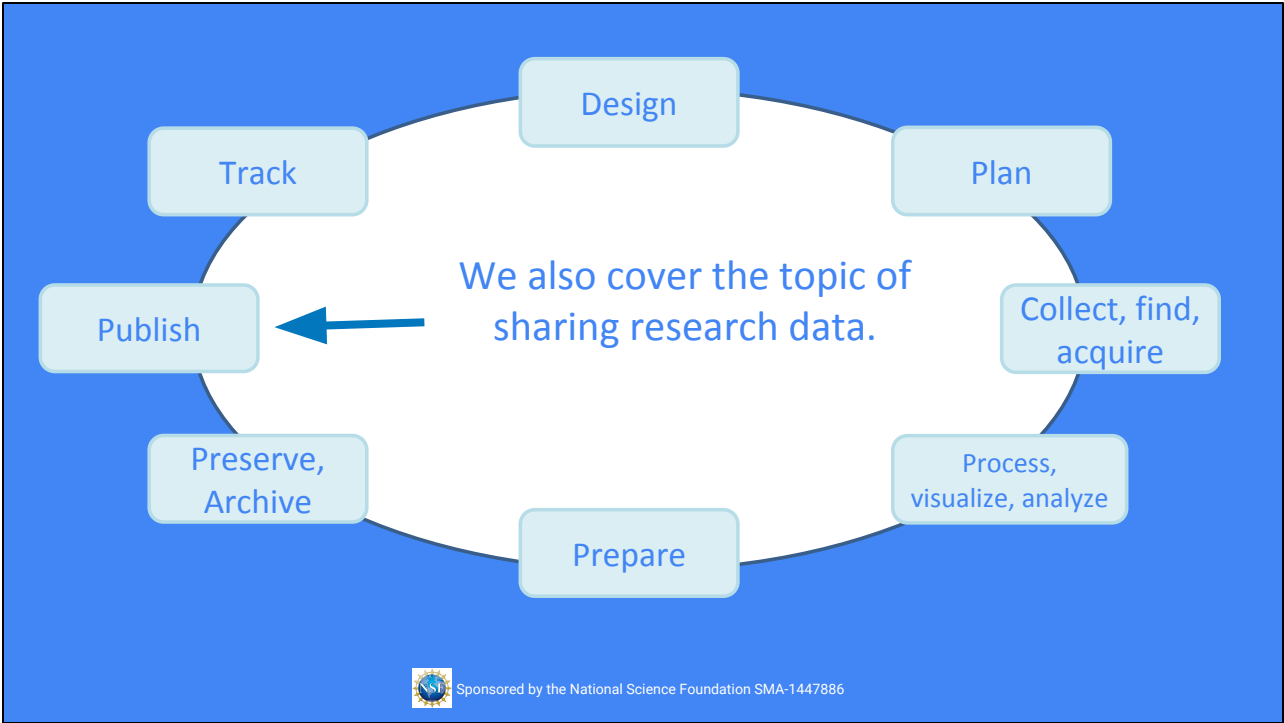 Design
Track
Plan
We also cover the topic of
sharing research data.
Publish
Collect, find,
acquire
Preserve,
Archive
Process,
visualize, analyze
Prepare
NSF
Sponsored by the National Science Foundation SMA-1447886